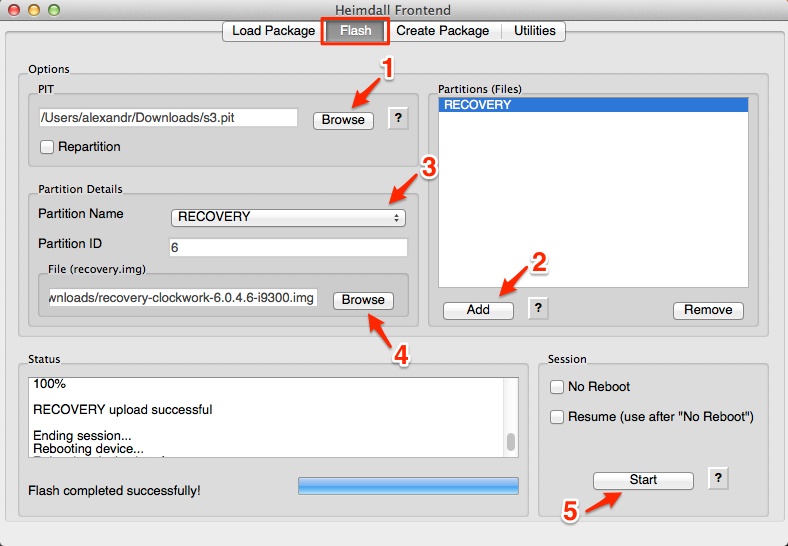 Heimdall Frontend
Load Package
Flash
Create Package
Utilities
Options
PIT
1
/Users/alexandr/Downloads/s3.pit
Browse
?
Repartition
Partitions (Files)
RECOVERY
Partition Details
3
Partition Name
RECOVERY
Partition ID
6
File (recovery.img)
wnloads/recovery-clockwork-6.0.4.6-i9300.img
Browse
4
2
Add
?
Remove
Status
100%
RECOVERY upload successful
Ending session...
Rebooting device...
Flash completed successfully!
Session
No Reboot
Resume (use after "No Reboot")
Start
?
5